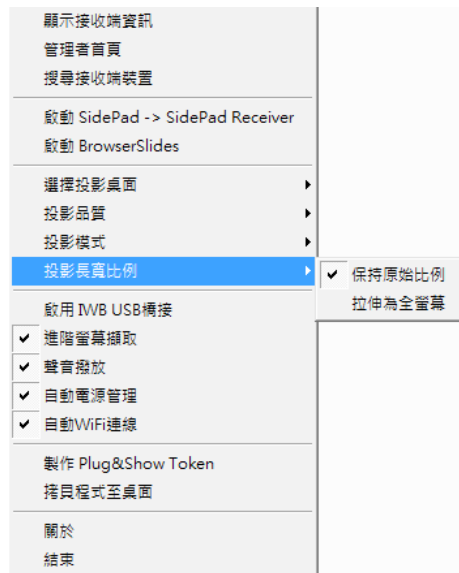 顯示接收端資訊
管理者首頁
搜尋接收端裝置
啟動 SidePad -> SidePad Receiver
啟動 BrowserSlides
選擇投影桌面
投影品質
投影模式
投影長寬比例
保持原始比例
拉伸為全螢幕
啟用 IWB USB橋接
進階螢幕擷取
聲音撥放
自動電源管理
自動WiFi連線
製作 Plug&Show Token
拷貝程式至桌面
關於
結束